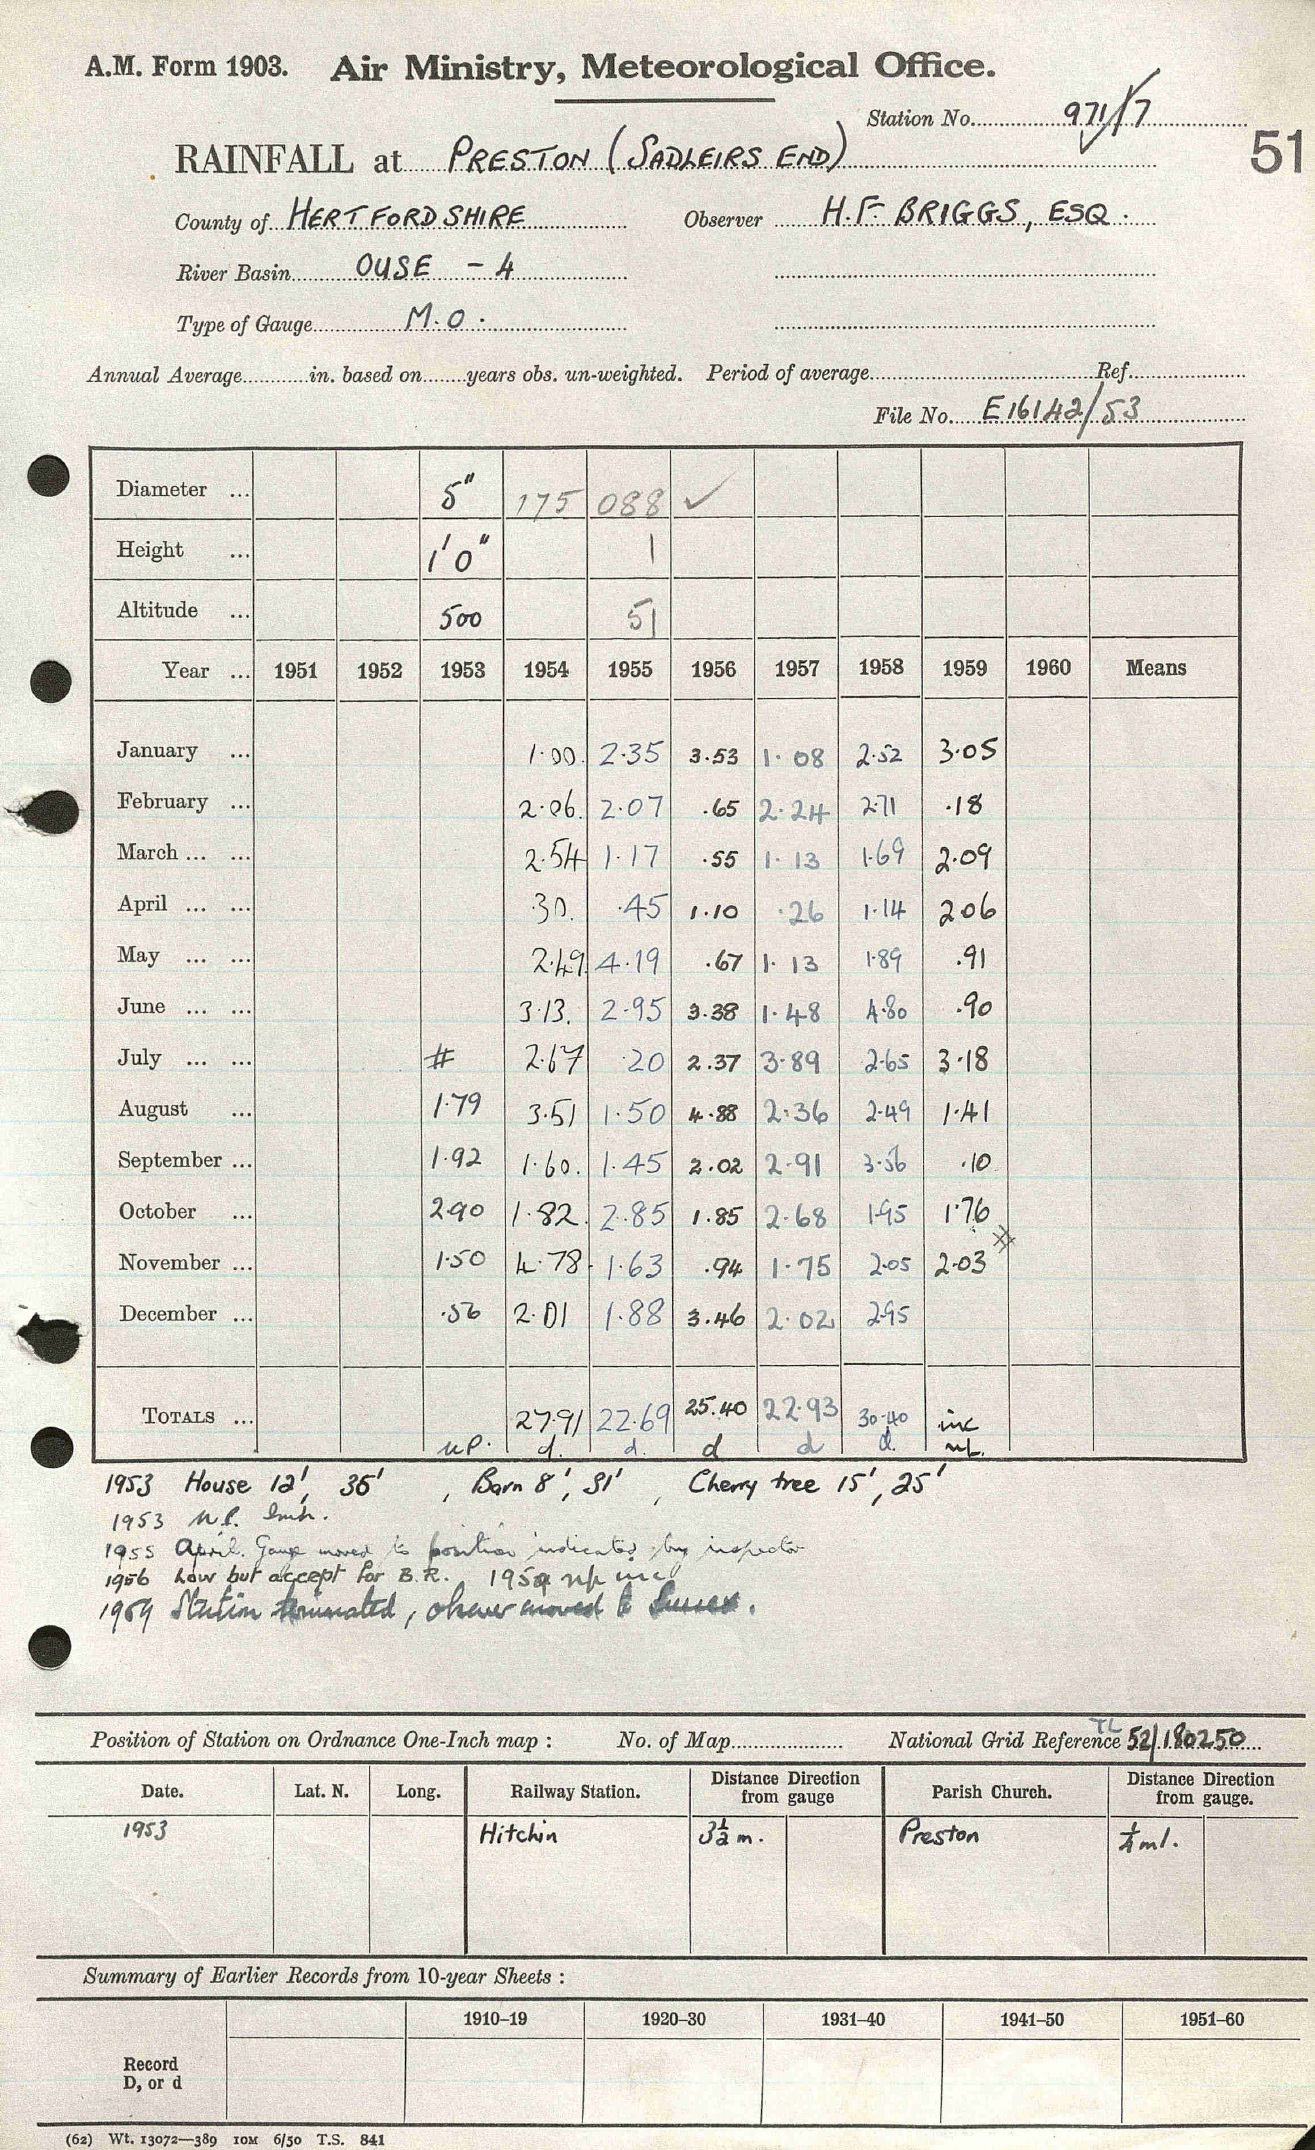 A.M. Form 1903. Air Ministry, Meteorological Office.
Station No. 971/7
51
RAINFALL at PRESTON (SADLEIRS END)
County of HERTFORDSHIRE Observer H.F. BRIGGS, ESQ.
River Basin OUSE - 4
Type of Gauge M.O.
Annual Average in. based on years obs. un-weighted. Period of average Ref.
File No. E16142/53
Diameter ... 5" 175 088 ✓
Height ... 1'0" 1
Altitude ... 500 51
Year ... 1951 1952 1953 1954 1955 1956 1957 1958 1959 1960 Means
January ... 1.00. 2.35 3.53 1.08 2.52 3.05
February ... 2.06. 2.07 .65 2.24 2.71 .18
March ... ... 2.54 1.17 .55 1.13 1.69 2.09
April ... ... .30. .45 1.10 .26 1.14 2.06
May ... ... 2.49 4.19 .67 1.13 1.89 .91
June ... ... 3.13. 2.95 3.38 1.48 4.80 .90
July ... ... # 2.67 .20 2.37 3.89 2.65 3.18
August ... 1.79 3.51 1.50 4.88 2.36 2.49 1.41
September ... 1.92 1.60. 1.45 2.02 2.91 3.56 .10
October ... 2.90 1.82. 2.85 1.85 2.68 1.95 1.76
November ... 1.50 4.78. 1.63 .94 1.75 2.05 2.03
December ... .56 2.01 1.88 3.46 2.02 2.95
TOTALS ... 27.91 22.69 25.40 22.93 30.40 inc
n.p. d. d. d d d. np.
1953 House 12', 36', Barn 8', 31', Cherry tree 15', 25'
1953 n.p.
1955 April. Gauge moved to position indicated by inspector
1956 Low but accept for B.R. 1959 np inc
1959 Station terminated, observer moved to Sussex.
Position of Station on Ordnance One-Inch map : No. of Map National Grid Reference TL 52/180250
Date. Lat. N. Long. Railway Station. Distance from gauge Direction Parish Church. Distance from gauge. Direction
1953 Hitchin 3½ m. Preston ¼ ml.
Summary of Earlier Records from 10-year Sheets :
1910–19 1920–30 1931–40 1941–50 1951–60
Record
D, or d
(62) Wt. 13072—389 10M 6/50 T.S. 841